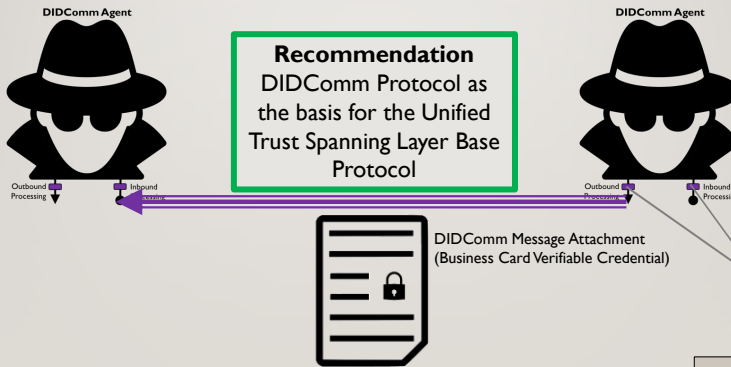 DIDComm Agent
DIDComm Agent
Recommendation
DIDComm Protocol as
the basis for the Unified
Trust Spanning Layer Base
Protocol
Outbound
Processing
Inbound
Processing
Outbound
Processing
Inbound
DIDComm Message Attachment
(Business Card Verifiable Credential)